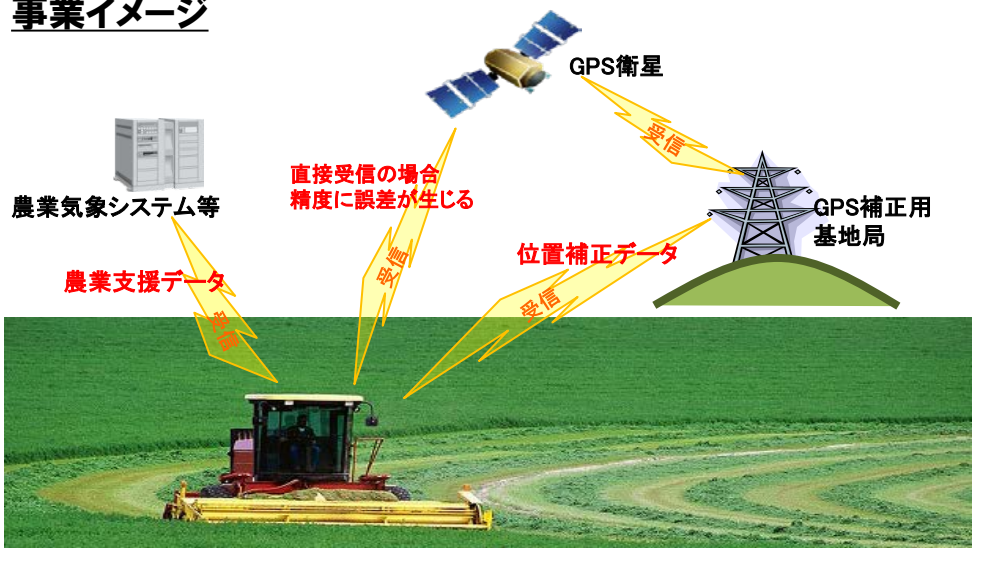 事業イメージ
GPS衛星
受信
直接受信の場合
精度に誤差が生じる
農業気象システム等
GPS補正用
基地局
位置補正データ
農業支援データ
受信
受信
受信